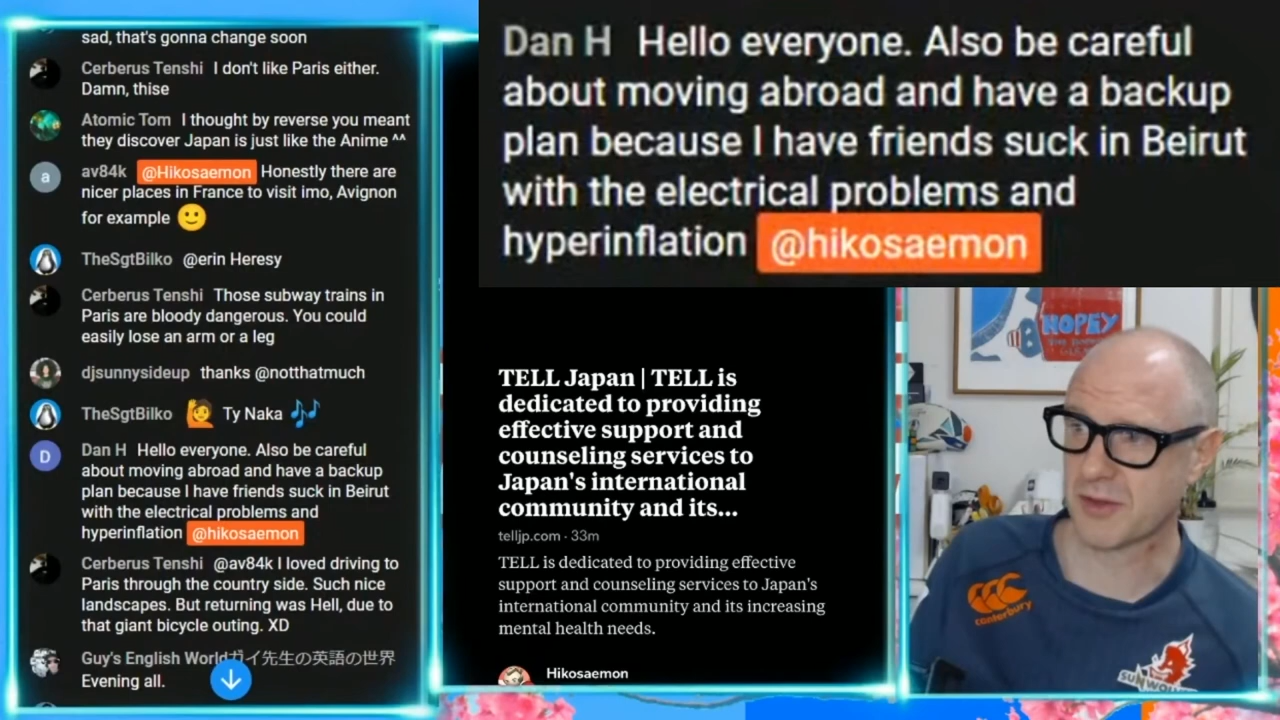 sad, that's gonna change soon
Cerberus Tenshi I don't like Paris either.
Damn, thise
Atomic Tom I thought by reverse you meant
they discover Japan is just like the Anime ^^
a
av84k @Hikosaemon Honestly there are
nicer places in France to visit imo, Avignon
for example 🙂
TheSgtBilko @erin Heresy
Cerberus Tenshi Those subway trains in
Paris are bloody dangerous. You could
easily lose an arm or a leg
djsunnysideup thanks @notthatmuch
TheSgtBilko 🙋 Ty Naka 🎶
D
Dan H Hello everyone. Also be careful
about moving abroad and have a backup
plan because I have friends suck in Beirut
with the electrical problems and
hyperinflation @hikosaemon
Cerberus Tenshi @av84k I loved driving to
Paris through the country side. Such nice
landscapes. But returning was Hell, due to
that giant bicycle outing. XD
Guy's English Worldガイ先生の英語の世界
Evening all.
Dan H Hello everyone. Also be careful
about moving abroad and have a backup
plan because I have friends suck in Beirut
with the electrical problems and
hyperinflation @hikosaemon
TELL Japan | TELL is
dedicated to providing
effective support and
counseling services to
Japan's international
community and its...
telljp.com · 33m
TELL is dedicated to providing effective
support and counseling services to Japan's
international community and its increasing
mental health needs.
Hikosaemon
NOPEY
canterbury